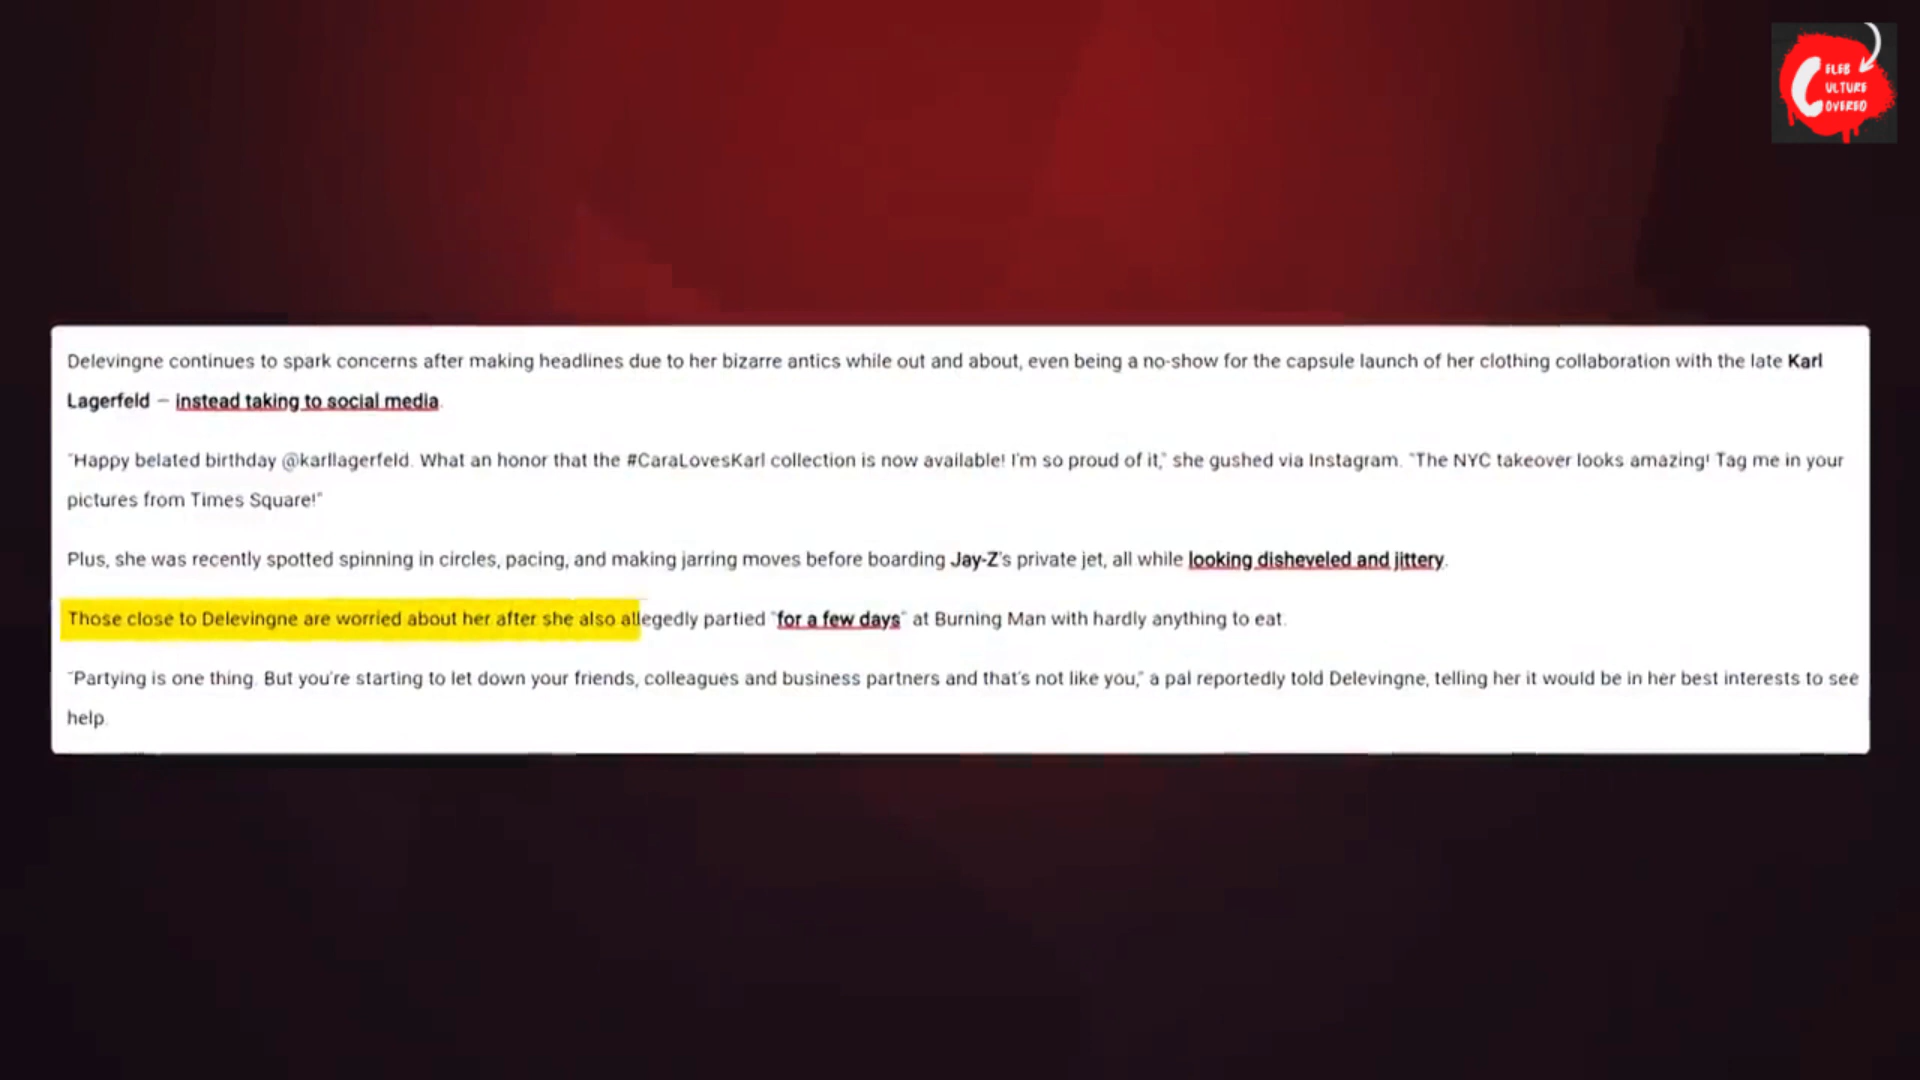 CELEB
CULTURE
COVERED
Delevingne continues to spark concerns after making headlines due to her bizarre antics while out and about, even being a no-show for the capsule launch of her clothing collaboration with the late Karl
Lagerfeld – instead taking to social media.
"Happy belated birthday @karllagerfeld. What an honor that the #CaraLovesKarl collection is now available! I'm so proud of it," she gushed via Instagram. "The NYC takeover looks amazing! Tag me in your
pictures from Times Square!"
Plus, she was recently spotted spinning in circles, pacing, and making jarring moves before boarding Jay-Z's private jet, all while looking disheveled and jittery.
Those close to Delevingne are worried about her after she also allegedly partied "for a few days" at Burning Man with hardly anything to eat.
"Partying is one thing. But you're starting to let down your friends, colleagues and business partners and that's not like you," a pal reportedly told Delevingne, telling her it would be in her best interests to see
help.